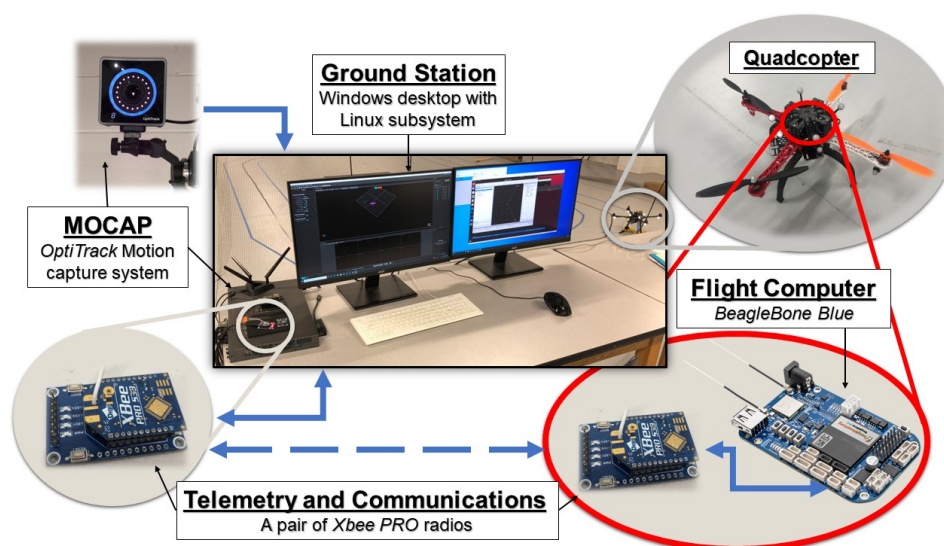 Ground Station
Windows desktop with
Linux subsystem
Quadcopter
OptiTrack
8
MOCAP
OptiTrack Motion
capture system
Flight Computer
BeagleBone Blue
XBee
PRO S3B
XBee
PRO S3B
Telemetry and Communications
A pair of Xbee PRO radios